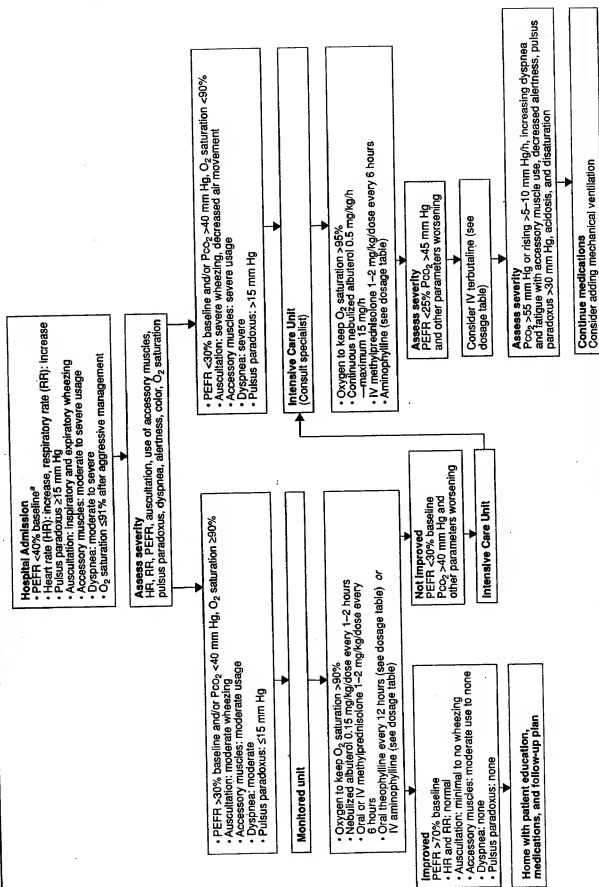 Hospital Admission
• PEFR <40% baselineª
• Heart rate (HR): increase, respiratory rate (RR): increase
• Pulsus paradoxus ≥15 mm Hg
• Auscultation: inspiratory and expiratory wheezing
• Accessory muscles: moderate to severe usage
• Dyspnea: moderate to severe
• O₂ saturation ≤91% after aggressive management
Assess severity
HR, RR, PEFR, auscultation, use of accessory muscles,
pulsus paradoxus, dyspnea, alertness, color, O₂ saturation
• PEFR >30% baseline and/or PCO₂ <40 mm Hg, O₂ saturation ≥90%
• Auscultation: moderate wheezing
• Accessory muscles: moderate usage
• Dyspnea: moderate
• Pulsus paradoxus: ≤15 mm Hg
Monitored unit
• Oxygen to keep O₂ saturation >90%
• Nebulized albuterol 0.15 mg/kg/dose every 1–2 hours
• Oral or IV methylprednisolone 1–2 mg/kg/dose every
6 hours
• Oral theophylline every 12 hours (see dosage table) or
IV aminophylline (see dosage table)
Improved
PEFR >70% baseline
• HR and RR: normal
• Auscultation: minimal to no wheezing
• Accessory muscles: moderate use to none
• Dyspnea: none
• Pulsus paradoxus: none
Home with patient education,
medications, and follow-up plan
Not improved
PEFR <30% baseline
PCO₂ >40 mm Hg and
other parameters worsening
Intensive Care Unit
• PEFR <30% baseline and/or PCO₂ >40 mm Hg, O₂ saturation <90%
• Auscultation: severe wheezing, decreased air movement
• Accessory muscles: severe usage
• Dyspnea: severe
• Pulsus paradoxus: >15 mm Hg
Intensive Care Unit
(Consult specialist)
• Oxygen to keep O₂ saturation >95%
• Continuous nebulized albuterol 0.5 mg/kg/h
—maximum 15 mg/h
• IV methylprednisolone 1–2 mg/kg/dose every 6 hours
• Aminophylline (see dosage table)
Assess severity
PEFR <25% PCO₂ >45 mm Hg
and other parameters worsening
Consider IV terbutaline (see
dosage table)
Assess severity
PCO₂ >55 mm Hg or rising >5–10 mm Hg/h, increasing dyspnea
and fatigue with accessory muscle use, decreased alertness, pulsus
paradoxus >30 mm Hg, acidosis, and disaturation
Continue medications
Consider adding mechanical ventilation